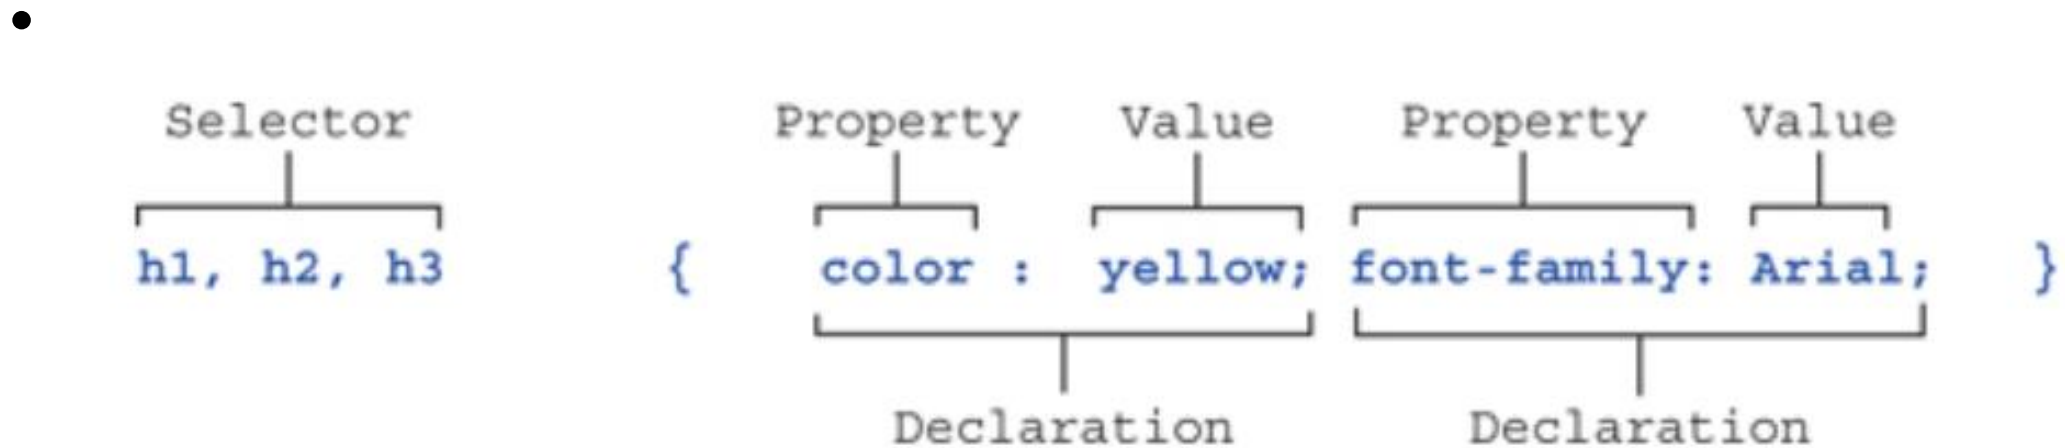 •
Selector Property Value Property Value
h1, h2, h3 { color : yellow; font-family: Arial; }
Declaration Declaration